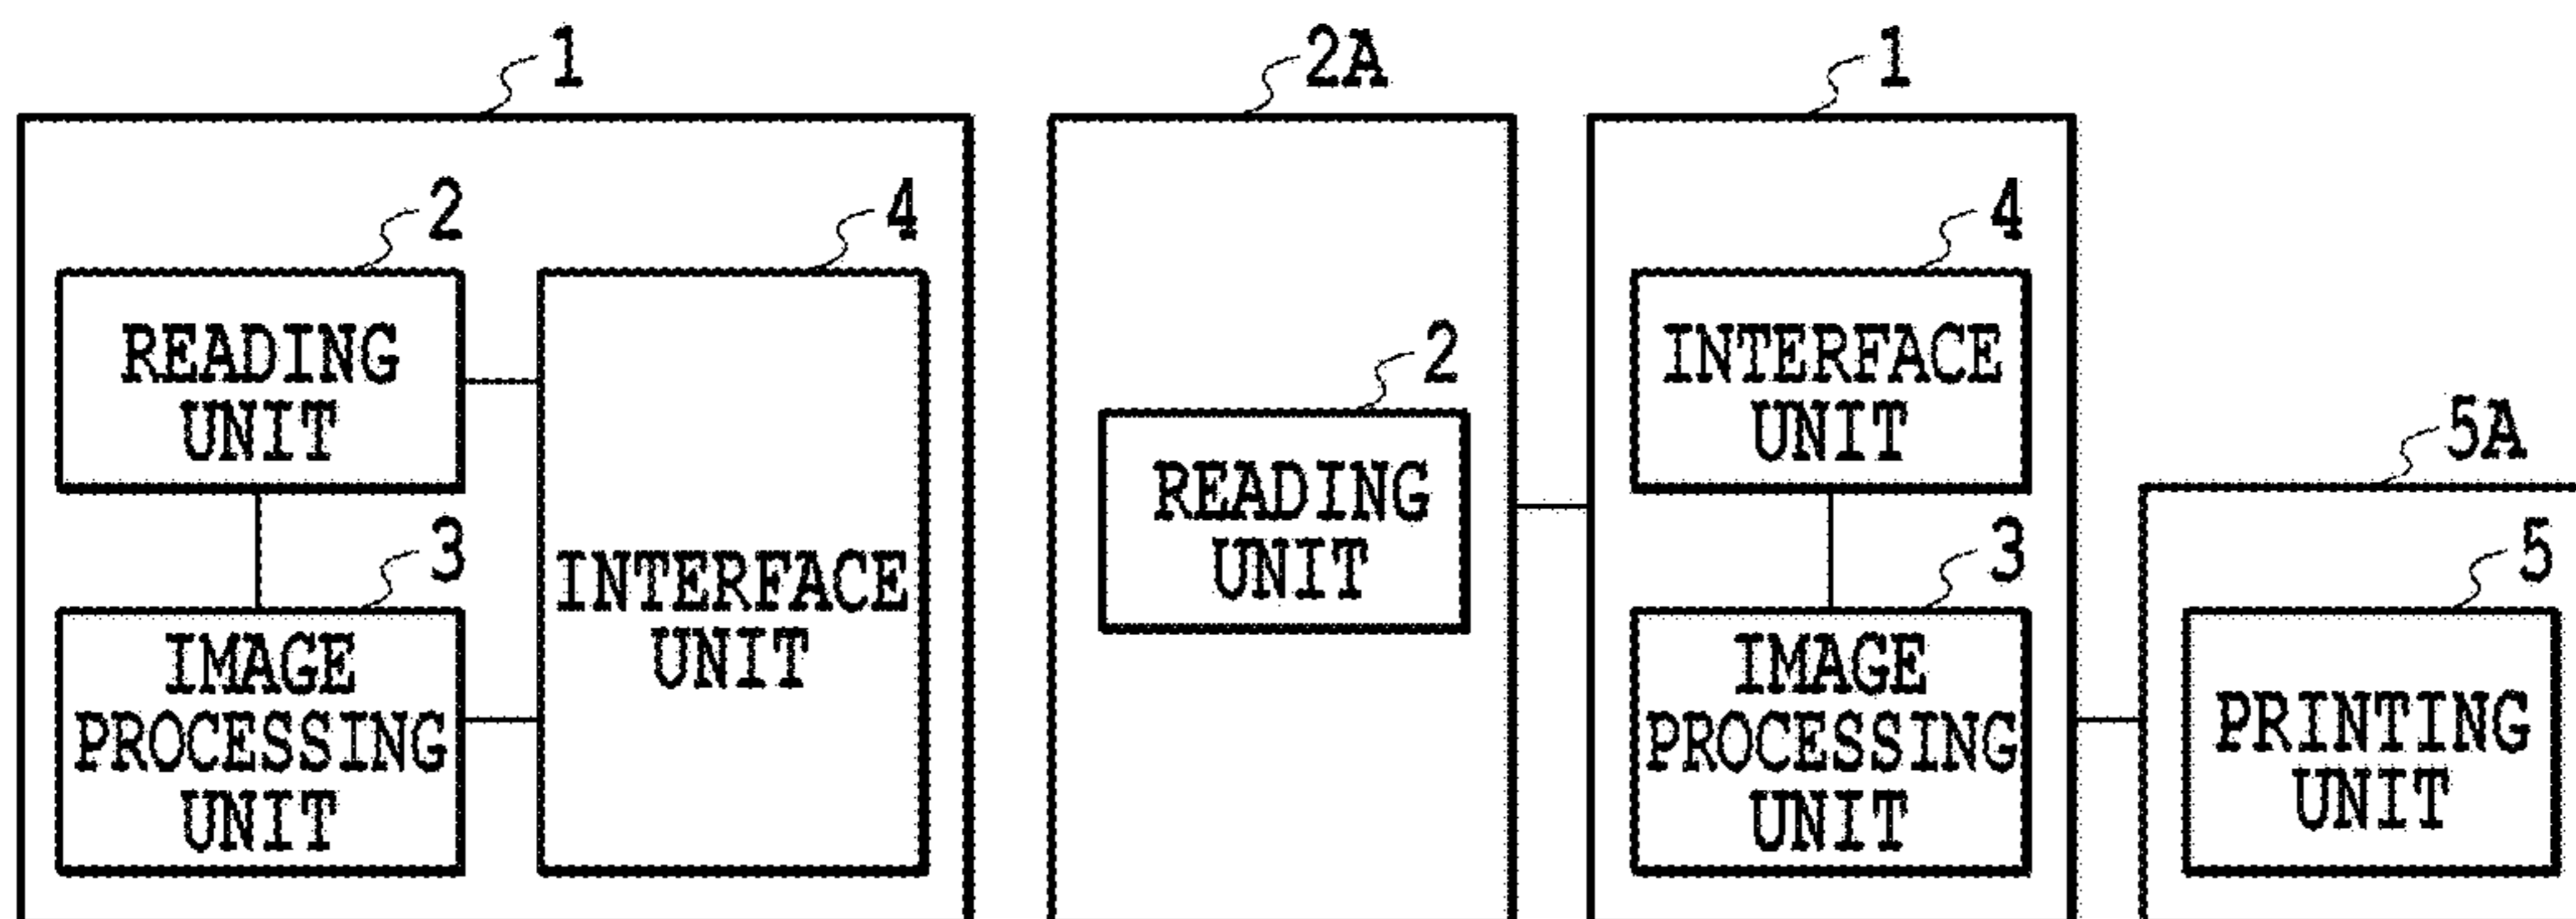 1
2
READING
UNIT
3
IMAGE
PROCESSING
UNIT
4
INTERFACE
UNIT
2A
2
READING
UNIT
1
4
INTERFACE
UNIT
3
IMAGE
PROCESSING
UNIT
5A
5
PRINTING
UNIT